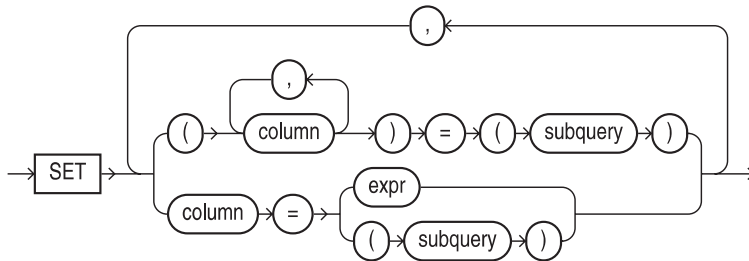 ,
,
( column ) = ( subquery )
SET
column = expr
( subquery )